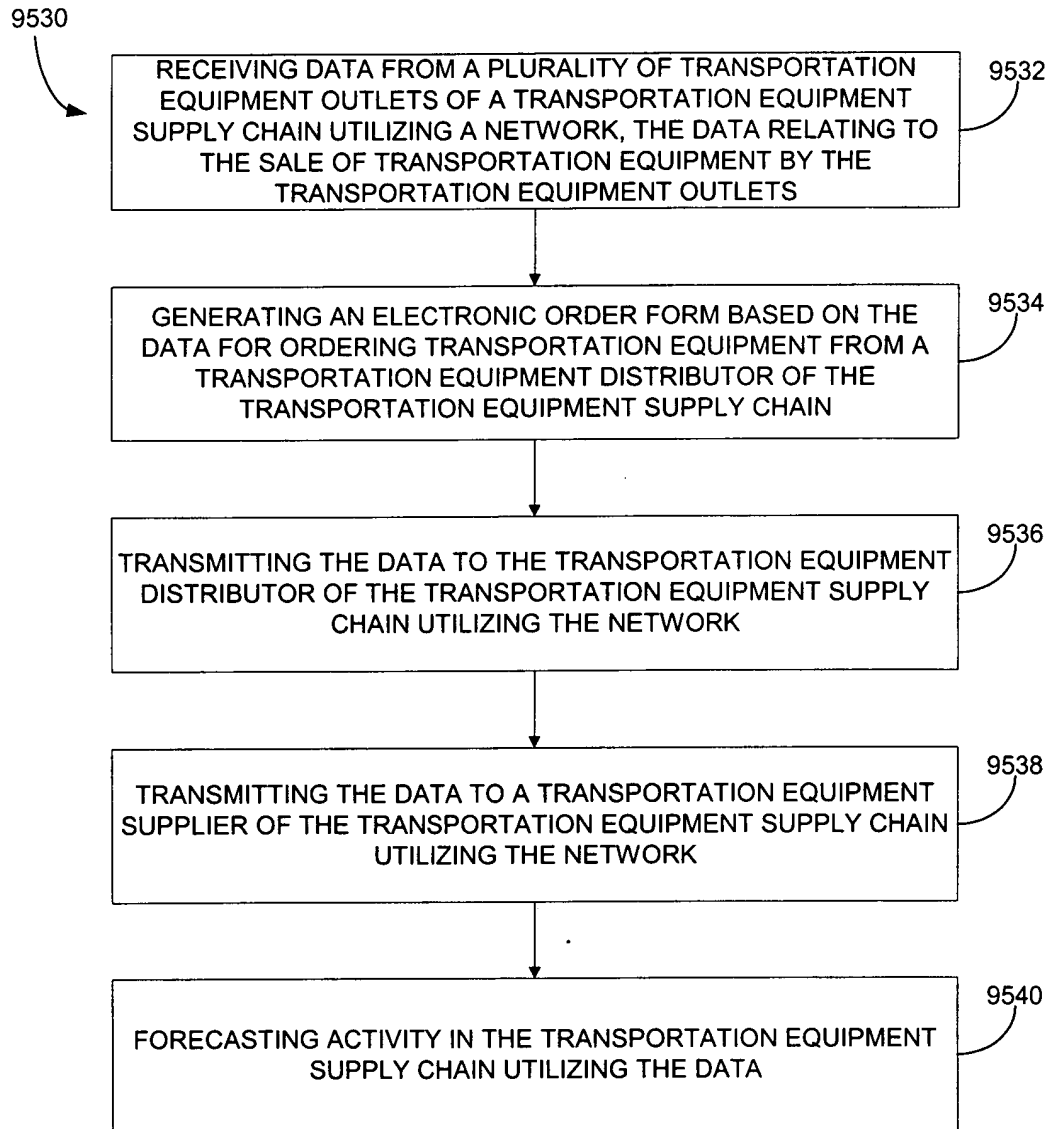 9530
RECEIVING DATA FROM A PLURALITY OF TRANSPORTATION
EQUIPMENT OUTLETS OF A TRANSPORTATION EQUIPMENT
SUPPLY CHAIN UTILIZING A NETWORK, THE DATA RELATING TO
THE SALE OF TRANSPORTATION EQUIPMENT BY THE
TRANSPORTATION EQUIPMENT OUTLETS
9532
GENERATING AN ELECTRONIC ORDER FORM BASED ON THE
DATA FOR ORDERING TRANSPORTATION EQUIPMENT FROM A
TRANSPORTATION EQUIPMENT DISTRIBUTOR OF THE
TRANSPORTATION EQUIPMENT SUPPLY CHAIN
9534
TRANSMITTING THE DATA TO THE TRANSPORTATION EQUIPMENT
DISTRIBUTOR OF THE TRANSPORTATION EQUIPMENT SUPPLY
CHAIN UTILIZING THE NETWORK
9536
TRANSMITTING THE DATA TO A TRANSPORTATION EQUIPMENT
SUPPLIER OF THE TRANSPORTATION EQUIPMENT SUPPLY CHAIN
UTILIZING THE NETWORK
9538
FORECASTING ACTIVITY IN THE TRANSPORTATION EQUIPMENT
SUPPLY CHAIN UTILIZING THE DATA
9540